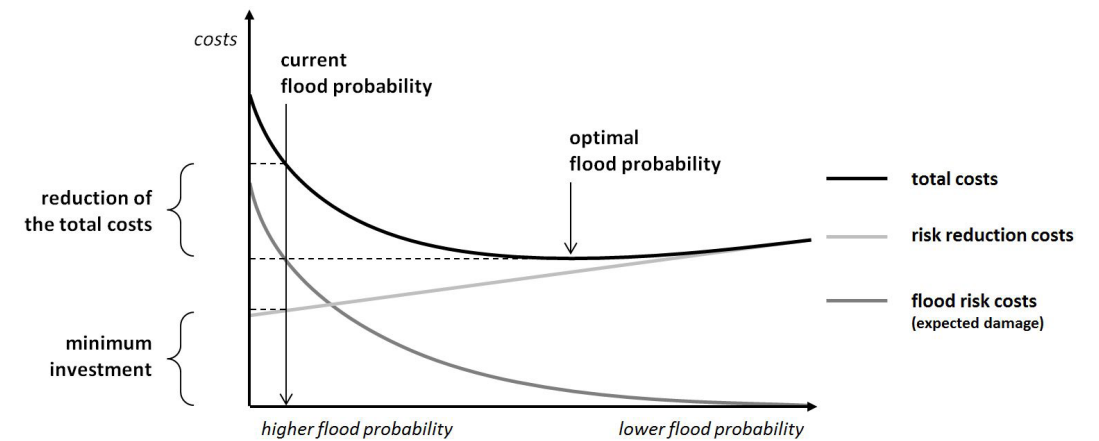 costs
current
flood probability
optimal
flood probability
reduction of
the total costs
minimum
investment
total costs
risk reduction costs
flood risk costs
(expected damage)
higher flood probability
lower flood probability